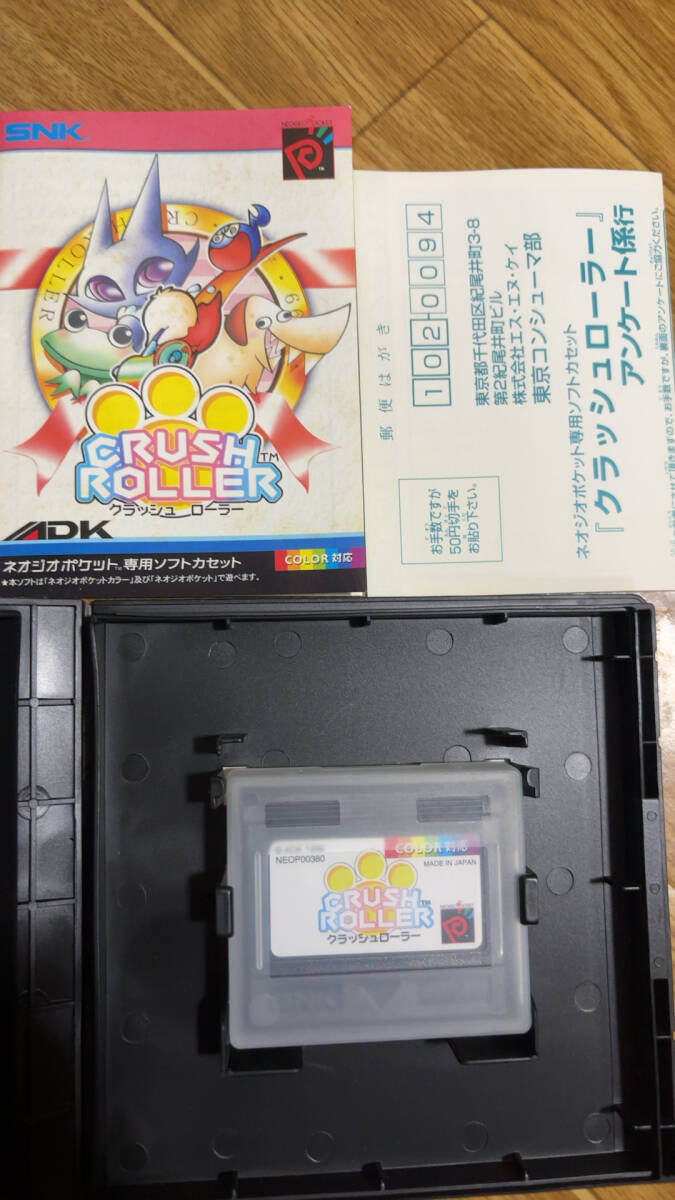 SNK
CRUSH
ROLLER™
クラッシュ ローラー
ADK
ネオジオポケット™専用ソフトカセット
COLOR 対応
★本ソフトは「ネオジオポケットカラー」及び「ネオジオポケット」で遊べます。
郵便はがき
102-0094
東京都千代田区紀尾井町3-8
第2紀尾井町ビル
株式会社エス・エヌ・ケイ
東京コンシューマ部
ネオジオポケット専用ソフトカセット
『クラッシュローラー』
アンケート係行
お手数ですが
50円切手を
お貼り下さい。
© ADK 1999
NEOP00380
COLOR 対応
MADE IN JAPAN
CRUSH
ROLLER™
クラッシュローラー
SNK